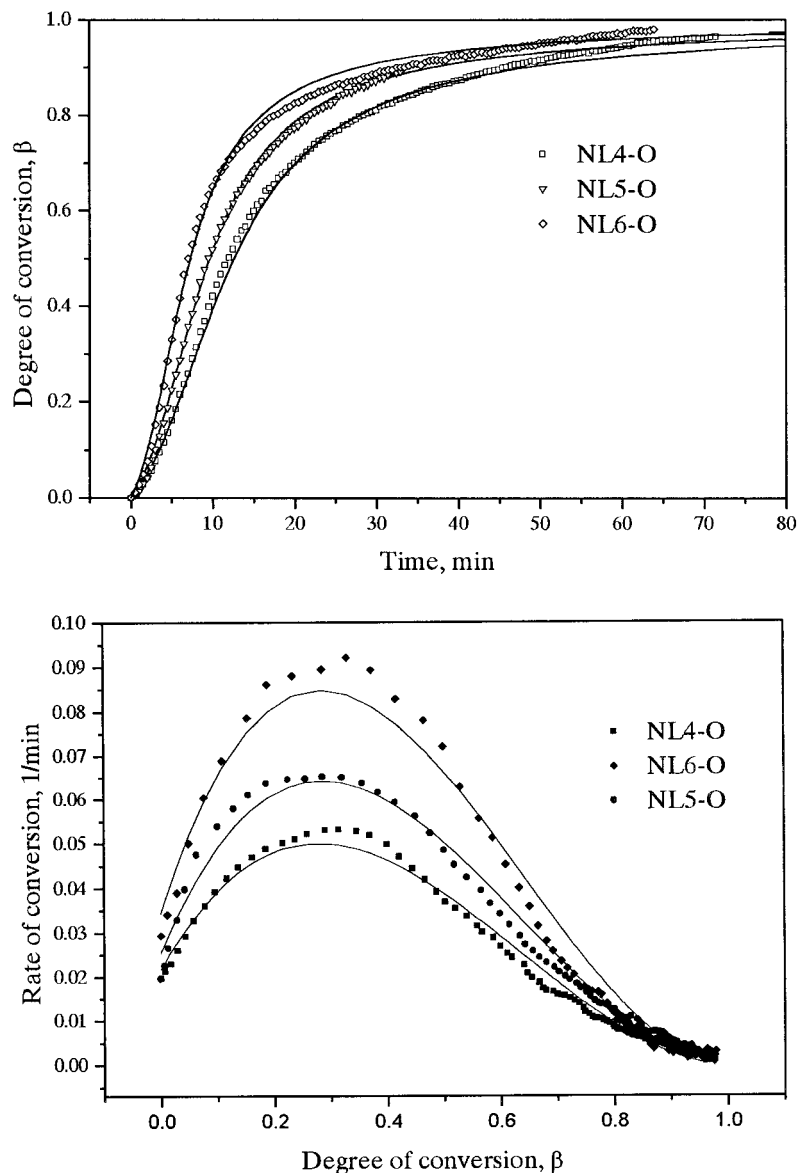 1.0
0.8
0.6
0.4
0.2
0.0
Degree of conversion, β
NL4-O
NL5-O
NL6-O
0 10 20 30 40 50 60 70 80
Time, min
0.10
0.09
0.08
0.07
0.06
0.05
0.04
0.03
0.02
0.01
0.00
Rate of conversion, 1/min
NL4-O
NL6-O
NL5-O
0.0 0.2 0.4 0.6 0.8 1.0
Degree of conversion, β